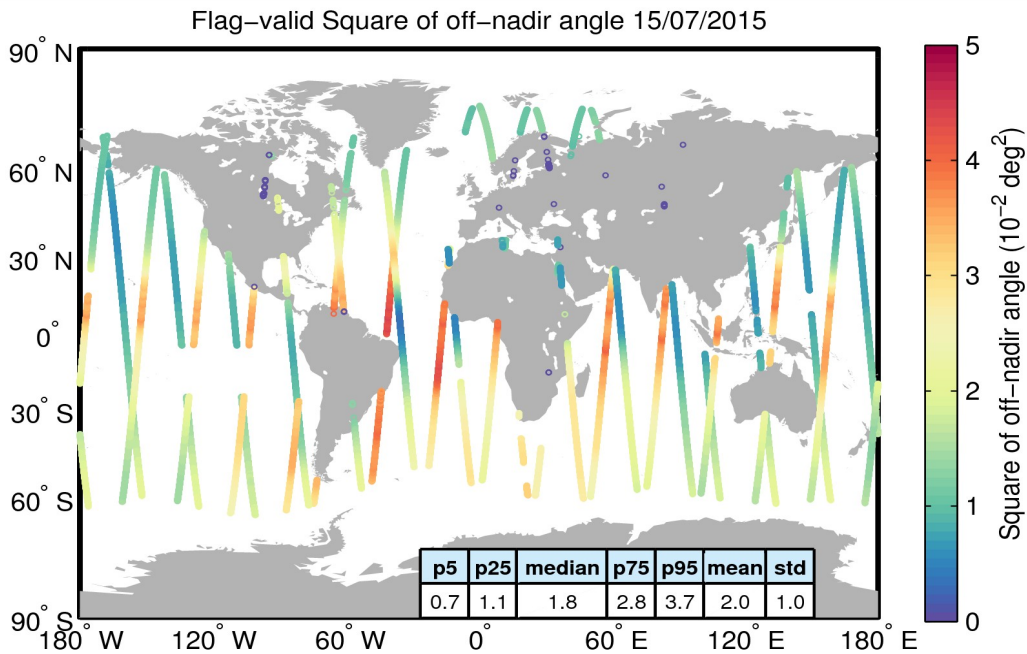 Flag−valid Square of off−nadir angle 15/07/2015
90° N
60° N
30° N
0°
30° S
60° S
90° S
180° W
120° W
60° W
0°
60° E
120° E
180° E
p5 p25 median p75 p95 mean std
0.7 1.1 1.8 2.8 3.7 2.0 1.0
5
4
3
2
1
0
Square of off−nadir angle (10⁻² deg²)